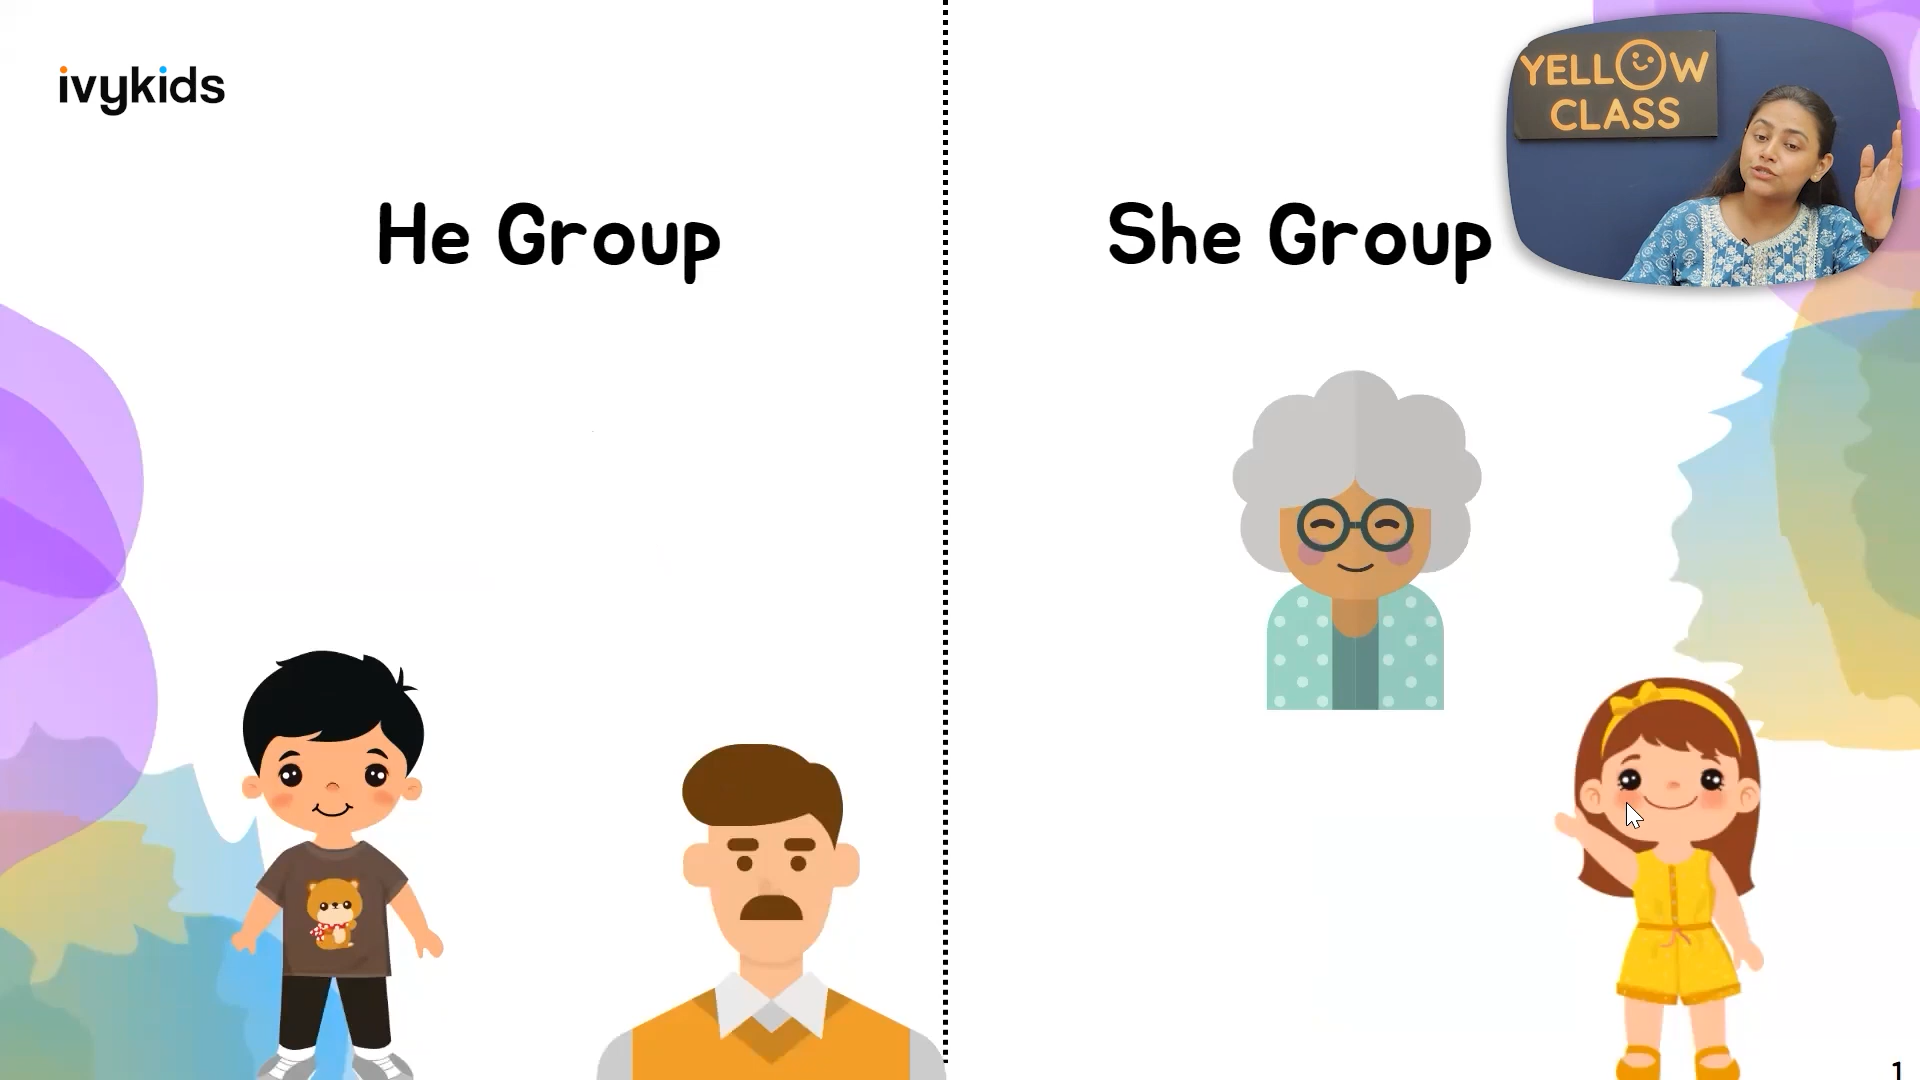 ivykids
YELLOW
CLASS
He Group
She Group
1